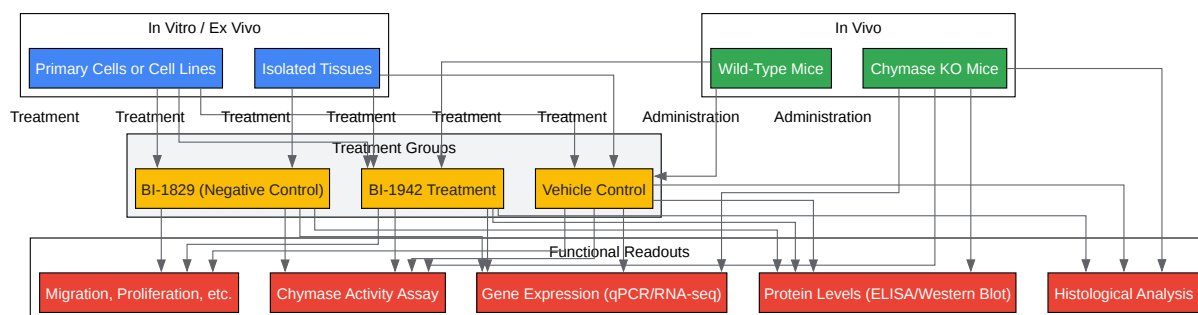 In Vitro / Ex Vivo
In Vivo
Primary Cells or Cell Lines
Isolated Tissues
Wild-Type Mice
Chymase KO Mice
Treatment
Treatment
Treatment
Treatment
Treatment
Treatment
Administration
Administration
Treatment Groups
BI-1829 (Negative Control)
BI-1942 Treatment
Vehicle Control
Functional Readouts
Migration, Proliferation, etc.
Chymase Activity Assay
Gene Expression (qPCR/RNA-seq)
Protein Levels (ELISA/Western Blot)
Histological Analysis